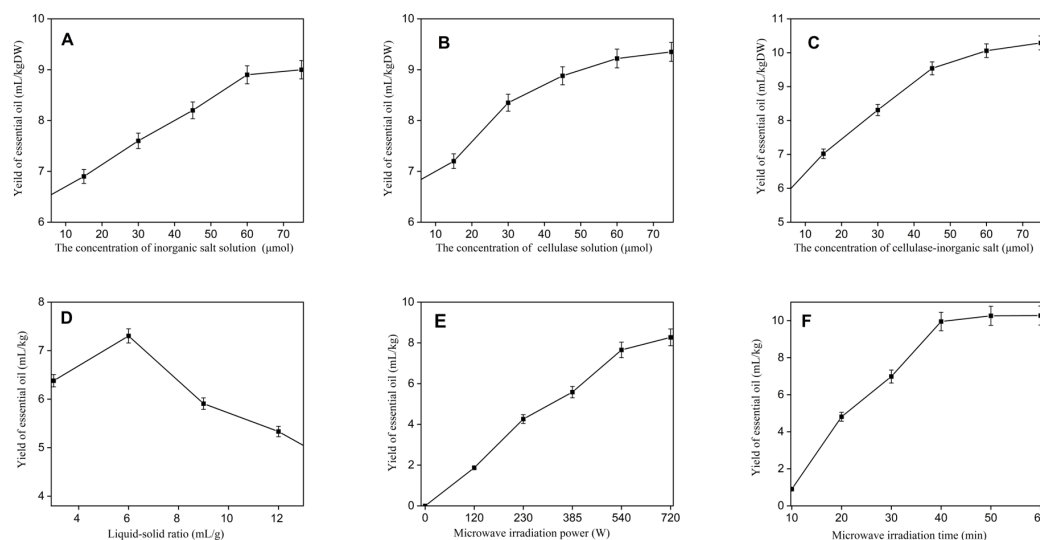 A
Yeild of essential oil (mL/kgDW)
10
9
8
7
6
10 20 30 40 50 60 70
The concentration of inorganic salt solution (μmol)
B
Yeild of essential oil (mL/kgDW)
10
9
8
7
6
10 20 30 40 50 60 70
The concentration of cellulase solution (μmol)
C
Yeild of essential oil (mL/kgDW)
11
10
9
8
7
6
5
10 20 30 40 50 60 70
The concentration of cellulase-inorganic salt (μmol)
D
Yield of essential oil (mL/kg)
8
7
6
5
4
4 6 8 10 12
Liquid-solid ratio (mL/g)
E
Yield of essential oil (mL/kg)
10
8
6
4
2
0
0 120 230 385 540 720
Microwave irradiation power (W)
F
Yield of essential oil (mL/kg)
10
8
6
4
2
0
10 20 30 40 50
Microwave irradiation time (min)